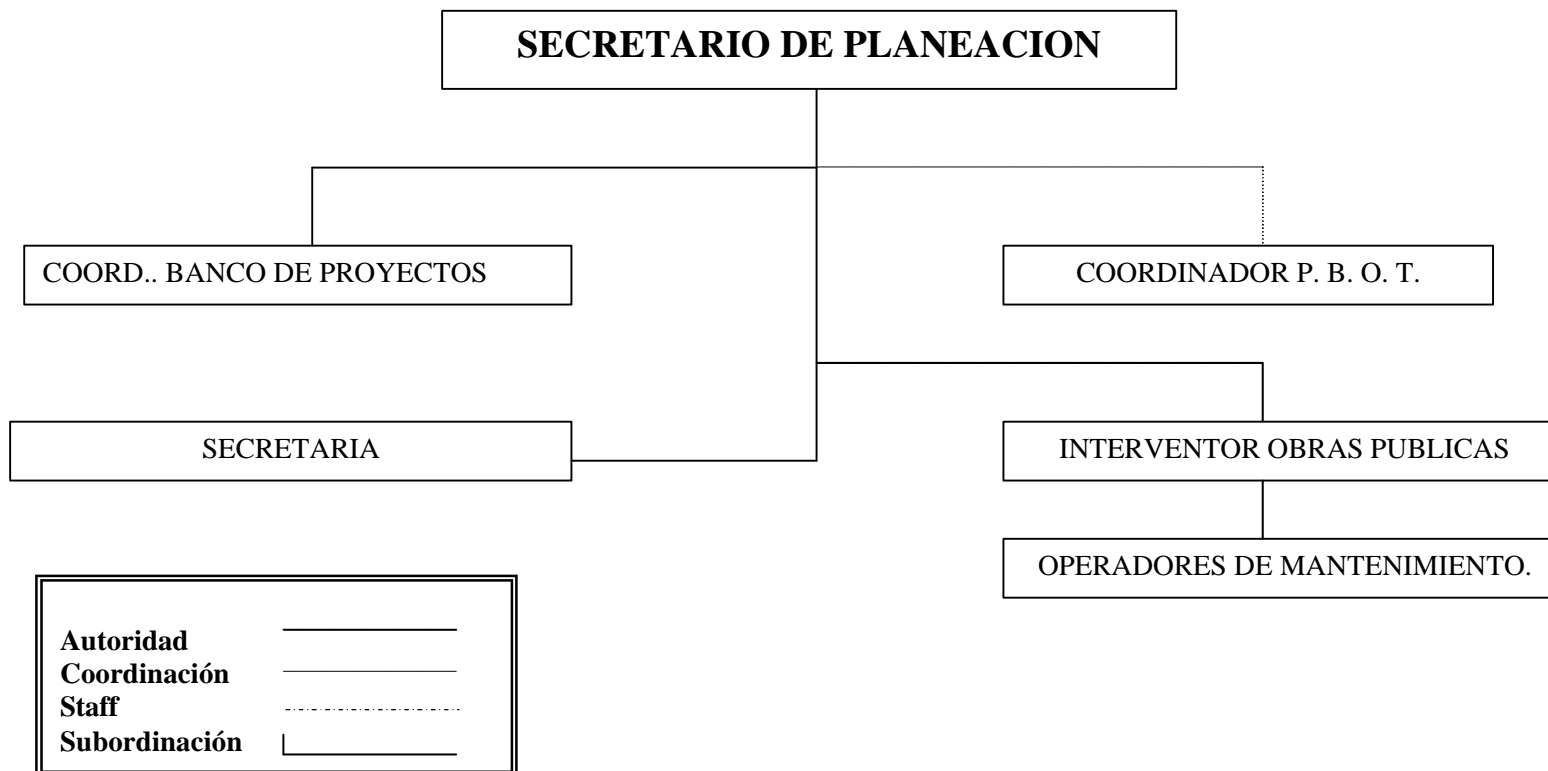 SECRETARIO DE PLANEACION
COORD.. BANCO DE PROYECTOS
COORDINADOR P. B. O. T.
SECRETARIA
INTERVENTOR OBRAS PUBLICAS
OPERADORES DE MANTENIMIENTO.
Autoridad
Coordinación
Staff
Subordinación